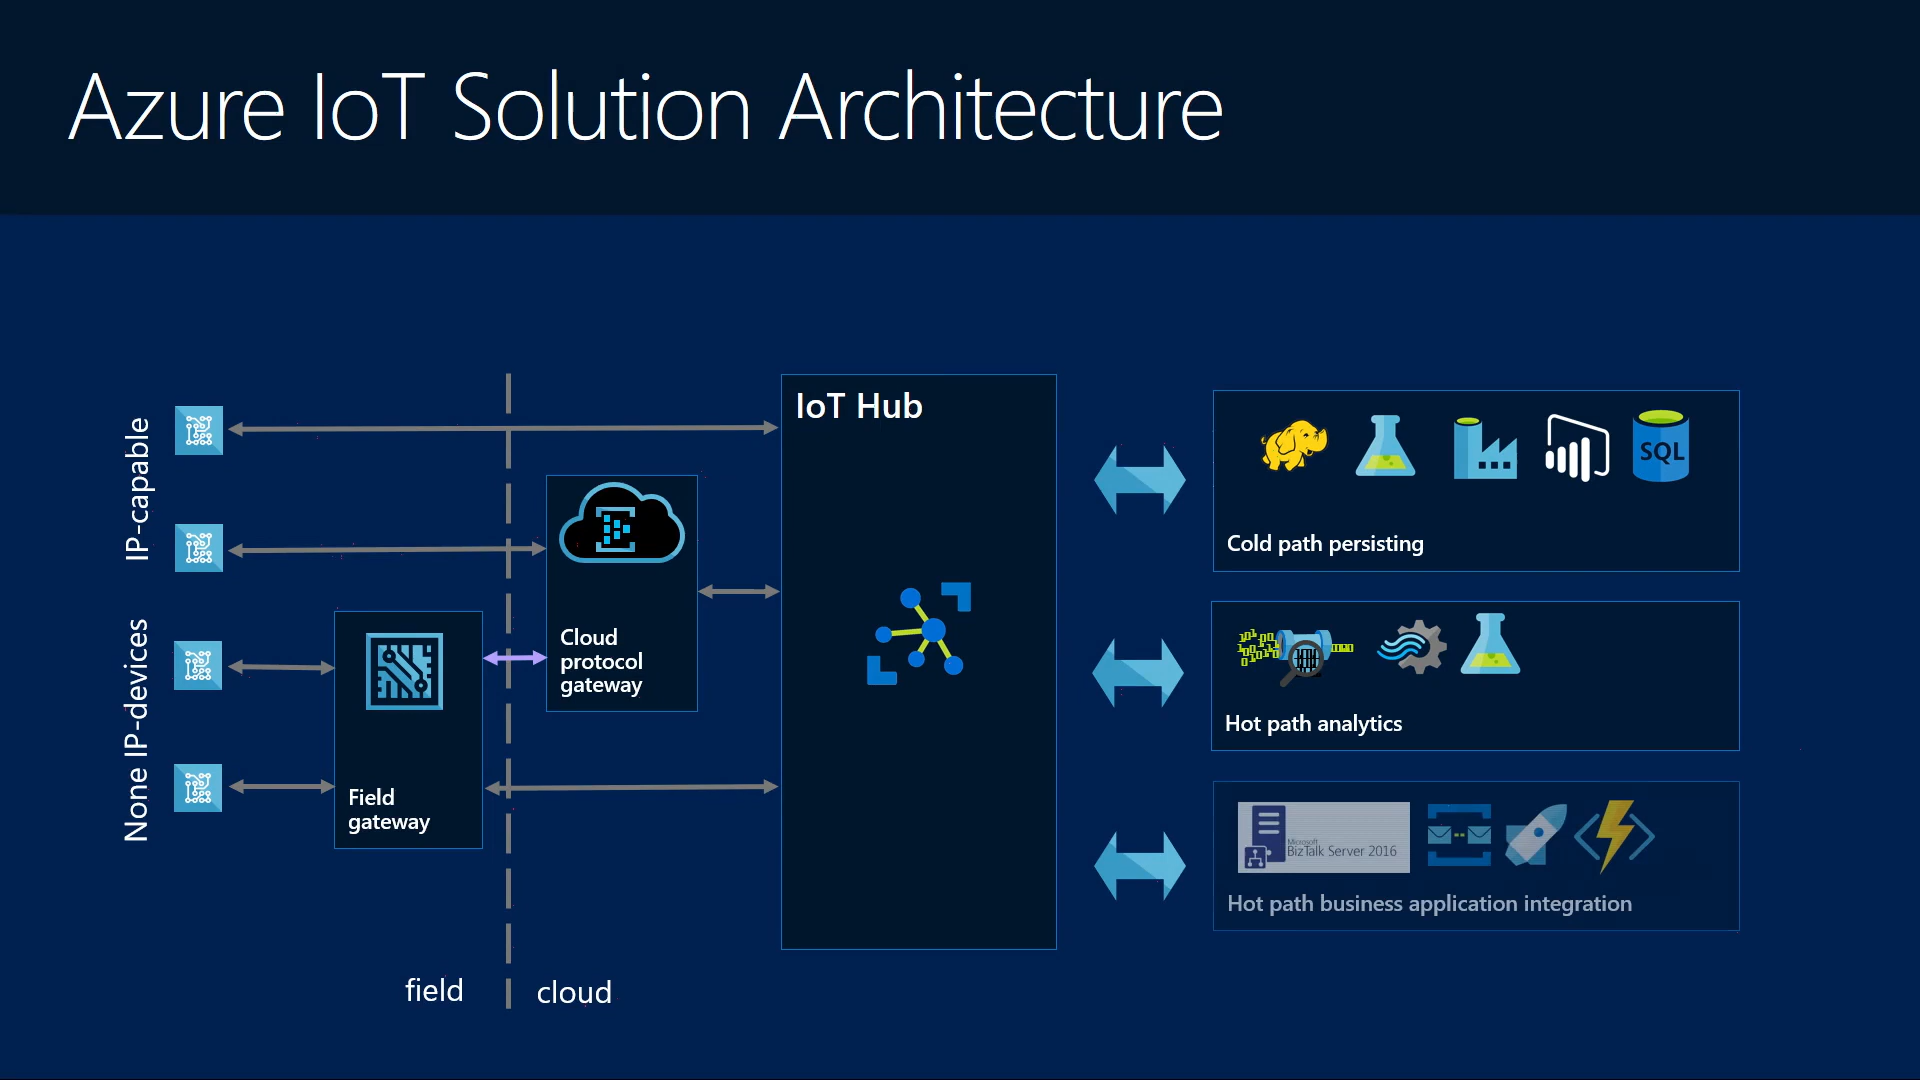 Azure IoT Solution Architecture
IP-capable
None IP-devices
Field
gateway
Cloud
protocol
gateway
IoT Hub
field
cloud
SQL
Cold path persisting
Hot path analytics
Microsoft
BizTalk Server 2016
Hot path business application integration